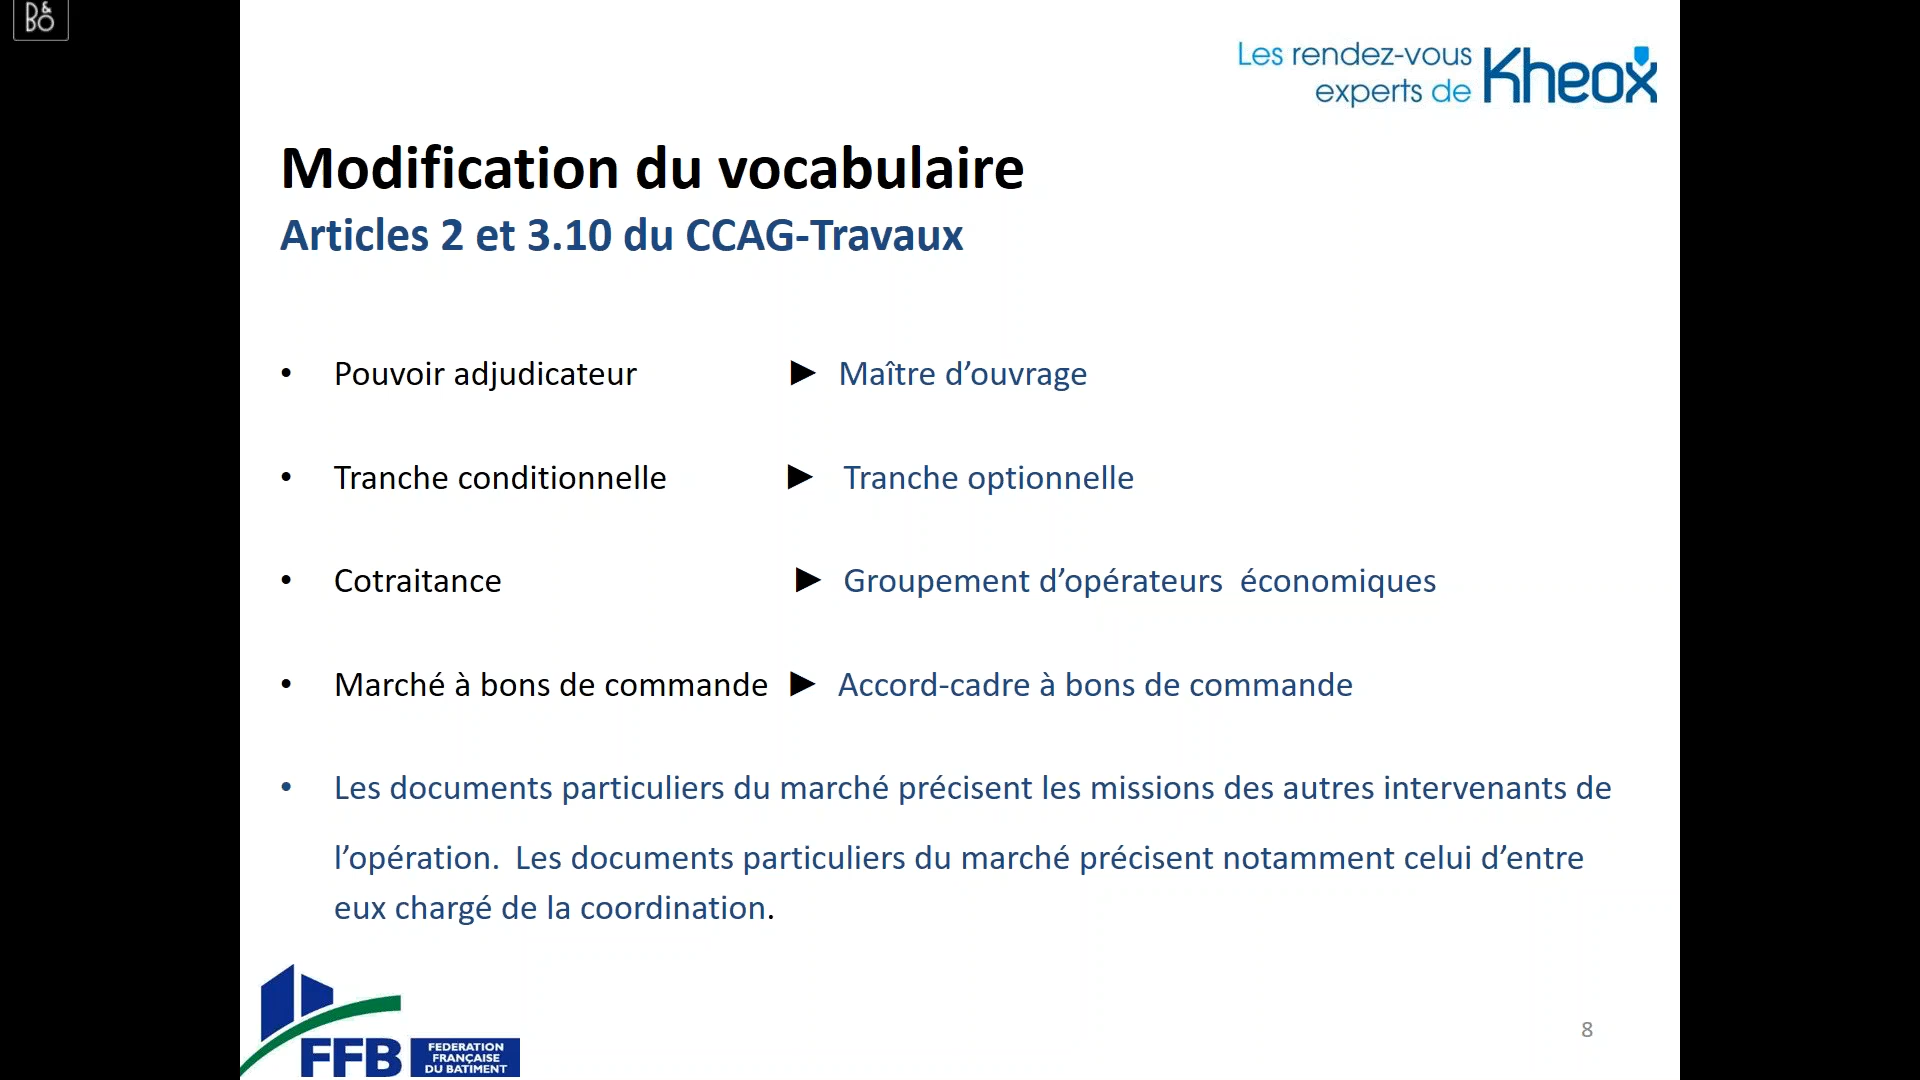 B&O
Les rendez-vous
experts de Kheox
Modification du vocabulaire
Articles 2 et 3.10 du CCAG-Travaux
• Pouvoir adjudicateur ► Maître d’ouvrage
• Tranche conditionnelle ► Tranche optionnelle
• Cotraitance ► Groupement d’opérateurs économiques
• Marché à bons de commande ► Accord-cadre à bons de commande
• Les documents particuliers du marché précisent les missions des autres intervenants de
l’opération. Les documents particuliers du marché précisent notamment celui d’entre
eux chargé de la coordination.
FFB
FEDERATION
FRANÇAISE
DU BATIMENT
8